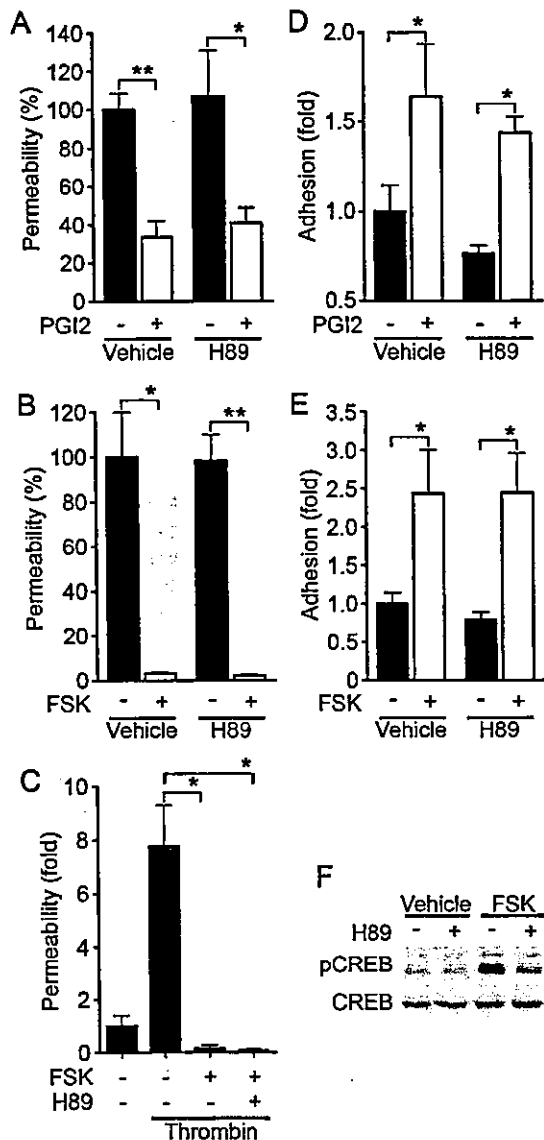 A
Permeability (%)
140
120
100
80
60
40
20
0
**
*
PGI2 - + - +
Vehicle H89
D
Adhesion (fold)
2.0
1.5
1.0
0.5
*
*
PGI2 - + - +
Vehicle H89
B
Permeability (%)
120
100
80
60
40
20
0
*
**
FSK - + - +
Vehicle H89
E
Adhesion (fold)
3.5
3.0
2.5
2.0
1.5
1.0
0.5
0
*
*
FSK - + - +
Vehicle H89
C
Permeability (fold)
10
8
6
4
2
0
*
*
FSK - - + +
H89 - - - +
Thrombin
F
Vehicle FSK
H89 - + - +
pCREB
CREB